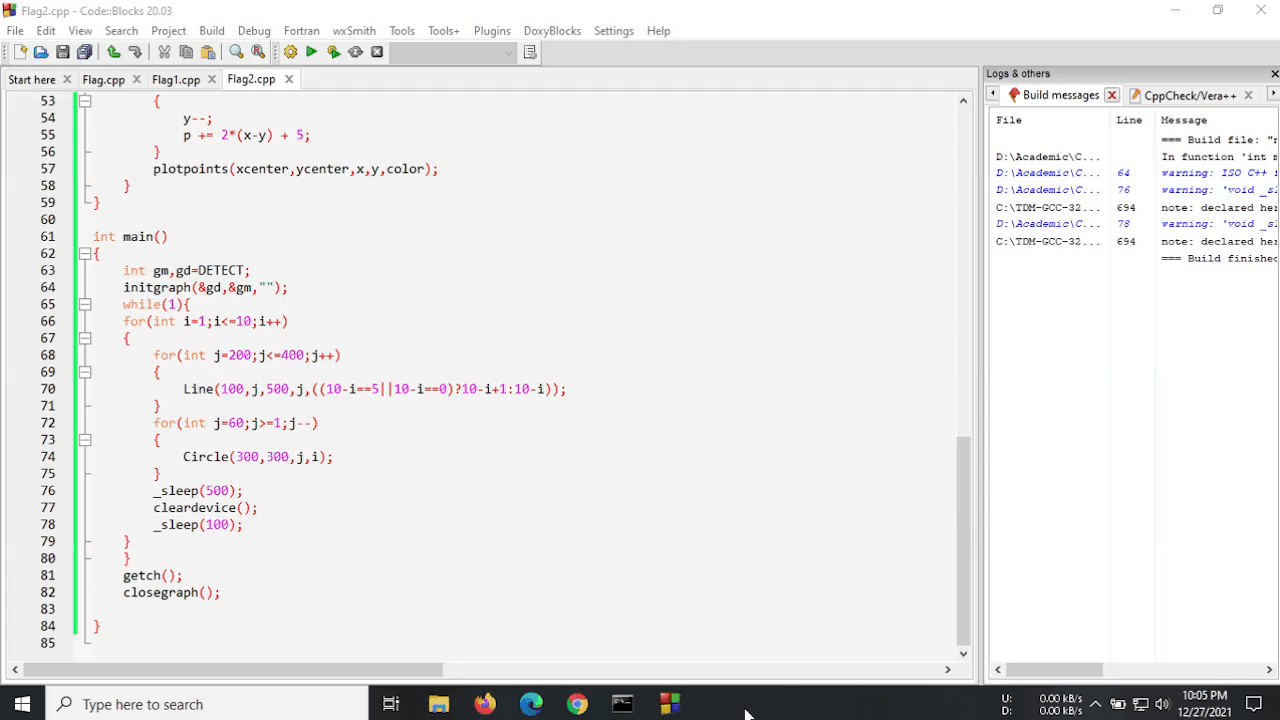 Flag2.cpp - Code::Blocks 20.03
File Edit View Search Project Build Debug Fortran wxSmith Tools Tools+ Plugins DoxyBlocks Settings Help
Start here Flag.cpp Flag1.cpp Flag2.cpp
53 {
54 y--;
55 p += 2*(x-y) + 5;
56 }
57 plotpoints(xcenter,ycenter,x,y,color);
58 }
59 }
60
61 int main()
62 {
63 int gm,gd=DETECT;
64 initgraph(&gd,&gm,"");
65 while(1){
66 for(int i=1;i<=10;i++)
67 {
68 for(int j=200;j<=400;j++)
69 {
70 Line(100,j,500,j,((10-i==5||10-i==0)?10-i+1:10-i));
71 }
72 for(int j=60;j>=1;j--)
73 {
74 Circle(300,300,j,i);
75 }
76 _sleep(500);
77 cleardevice();
78 _sleep(100);
79 }
80 }
81 getch();
82 closegraph();
83
84 }
85
Logs & others
Build messages CppCheck/Vera++
File Line Message
=== Build file: "n
D:\Academic\C... In function 'int m
D:\Academic\C... 64 warning: ISO C++
D:\Academic\C... 76 warning: 'void _sl
C:\TDM-GCC-32... 694 note: declared her
D:\Academic\C... 78 warning: 'void _sl
C:\TDM-GCC-32... 694 note: declared her
=== Build finished
Type here to search
U: 0.00 kB/s
D: 0.00 kB/s
10:05 PM
12/27/2021